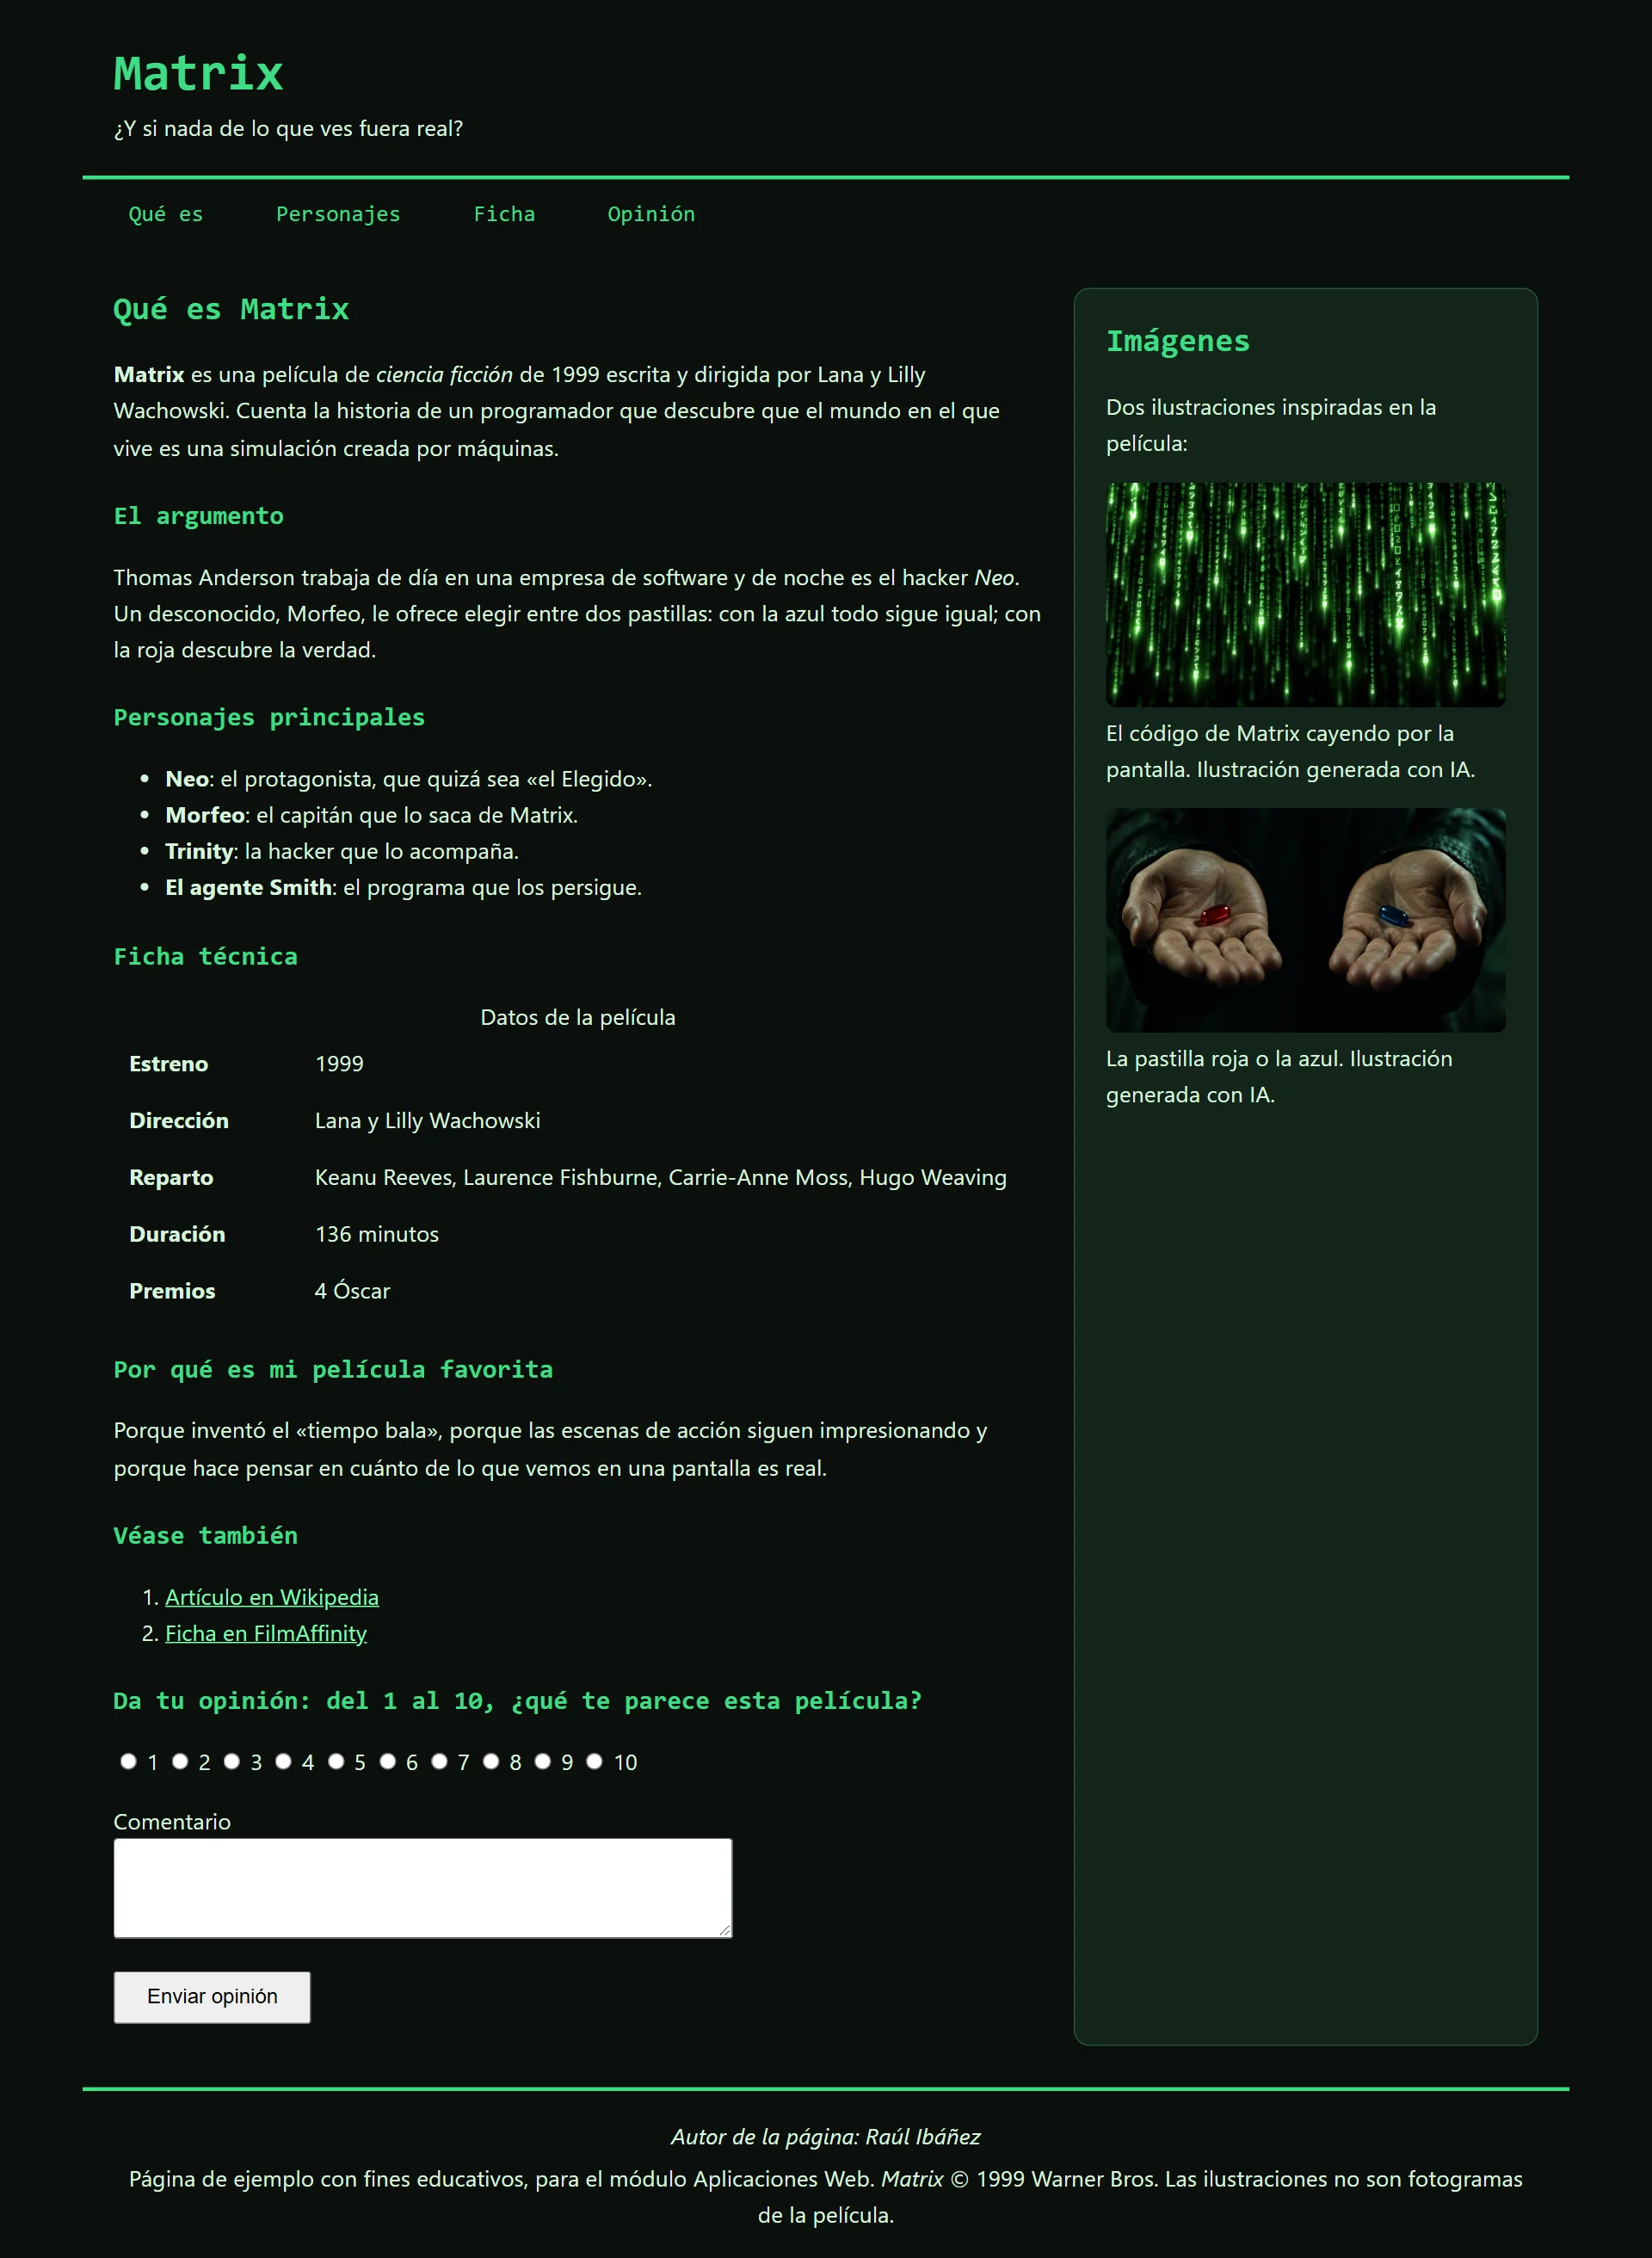 Matrix
¿Y si nada de lo que ves fuera real?
Qué es
Personajes
Ficha
Opinión
Qué es Matrix
Matrix es una película de ciencia ficción de 1999 escrita y dirigida por Lana y Lilly
Wachowski. Cuenta la historia de un programador que descubre que el mundo en el que
vive es una simulación creada por máquinas.
El argumento
Thomas Anderson trabaja de día en una empresa de software y de noche es el hacker Neo.
Un desconocido, Morfeo, le ofrece elegir entre dos pastillas: con la azul todo sigue igual; con
la roja descubre la verdad.
Personajes principales
• Neo: el protagonista, que quizá sea «el Elegido».
• Morfeo: el capitán que lo saca de Matrix.
• Trinity: la hacker que lo acompaña.
• El agente Smith: el programa que los persigue.
Ficha técnica
Datos de la película
Estreno 1999
Dirección Lana y Lilly Wachowski
Reparto Keanu Reeves, Laurence Fishburne, Carrie-Anne Moss, Hugo Weaving
Duración 136 minutos
Premios 4 Óscar
Por qué es mi película favorita
Porque inventó el «tiempo bala», porque las escenas de acción siguen impresionando y
porque hace pensar en cuánto de lo que vemos en una pantalla es real.
Véase también
1. Artículo en Wikipedia
2. Ficha en FilmAffinity
Da tu opinión: del 1 al 10, ¿qué te parece esta película?
1 2 3 4 5 6 7 8 9 10
Comentario
Enviar opinión
Imágenes
Dos ilustraciones inspiradas en la
película:
El código de Matrix cayendo por la
pantalla. Ilustración generada con IA.
La pastilla roja o la azul. Ilustración
generada con IA.
Autor de la página: Raúl Ibáñez
Página de ejemplo con fines educativos, para el módulo Aplicaciones Web. Matrix © 1999 Warner Bros. Las ilustraciones no son fotogramas
de la película.